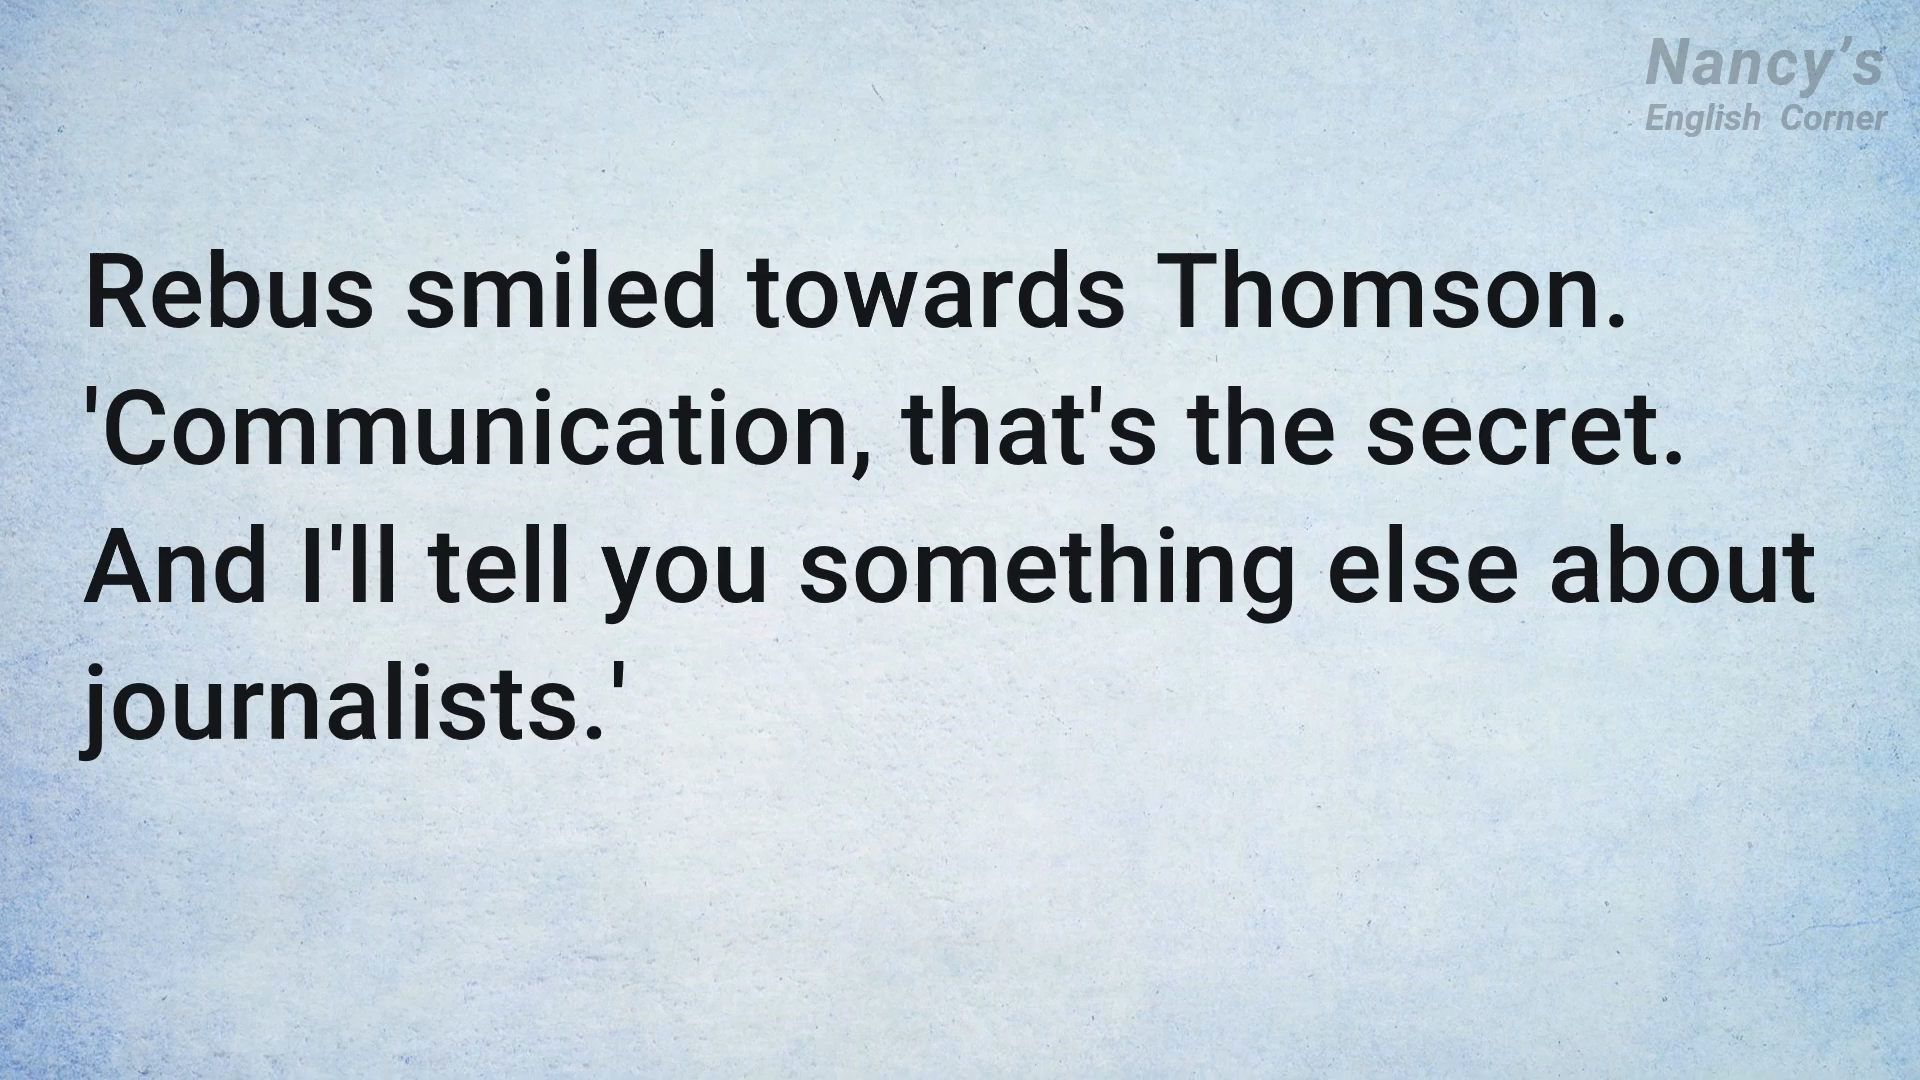 Nancy’s
English Corner
Rebus smiled towards Thomson.
'Communication, that's the secret.
And I'll tell you something else about
journalists.'